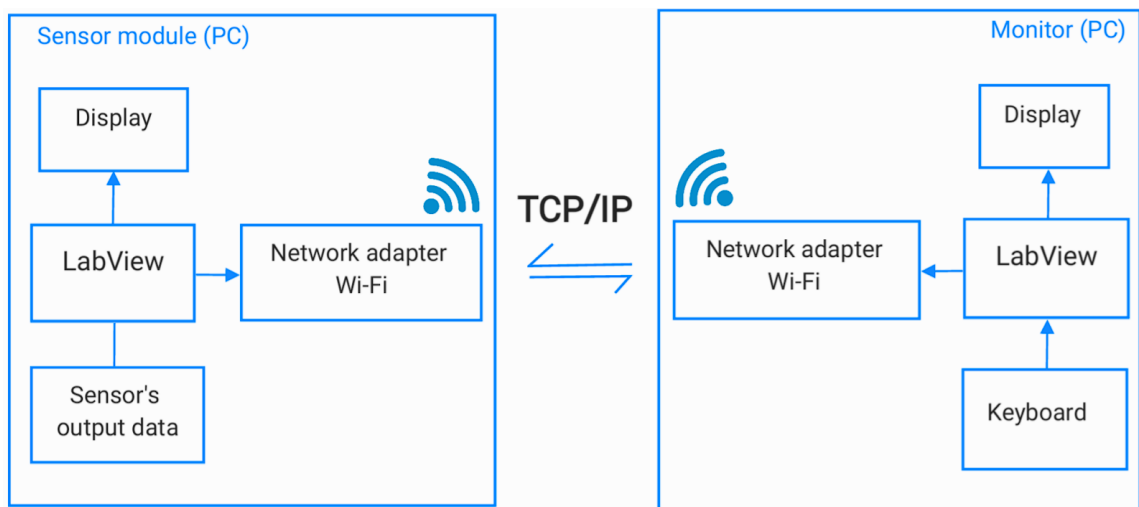 Sensor module (PC)
Display
LabView
Network adapter
Wi-Fi
Sensor's
output data
TCP/IP
Monitor (PC)
Display
Network adapter
Wi-Fi
LabView
Keyboard